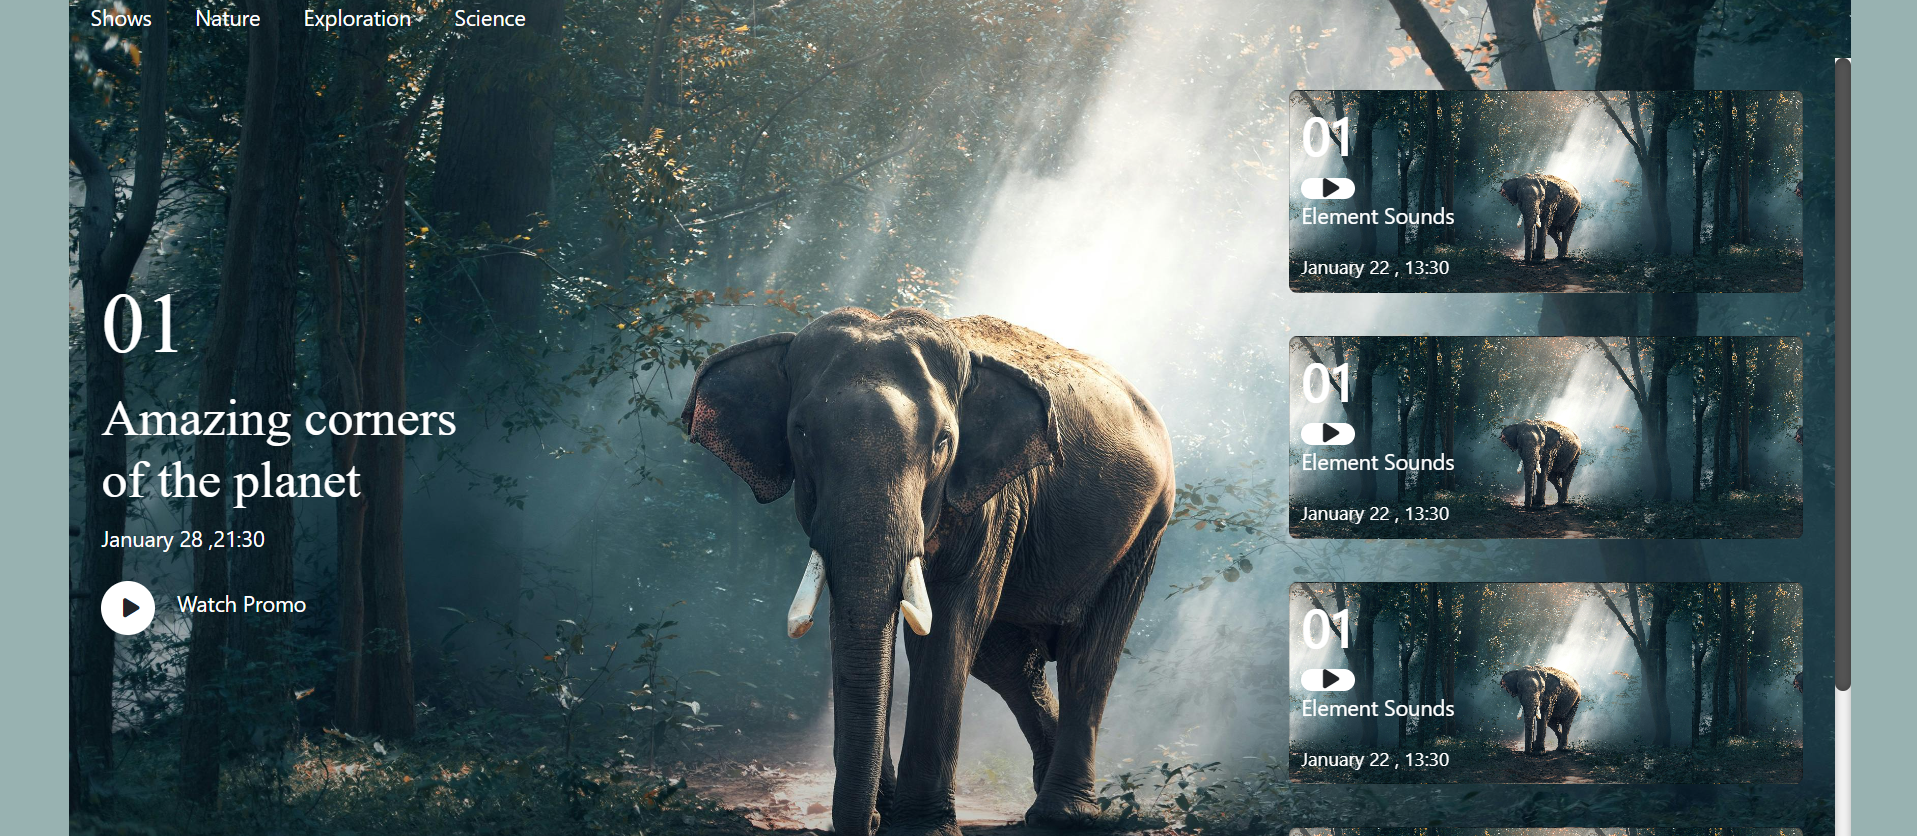 Shows Nature Exploration Science
01
Amazing corners
of the planet
January 28 ,21:30
Watch Promo
01
Element Sounds
January 22 , 13:30
01
Element Sounds
January 22 , 13:30
01
Element Sounds
January 22 , 13:30